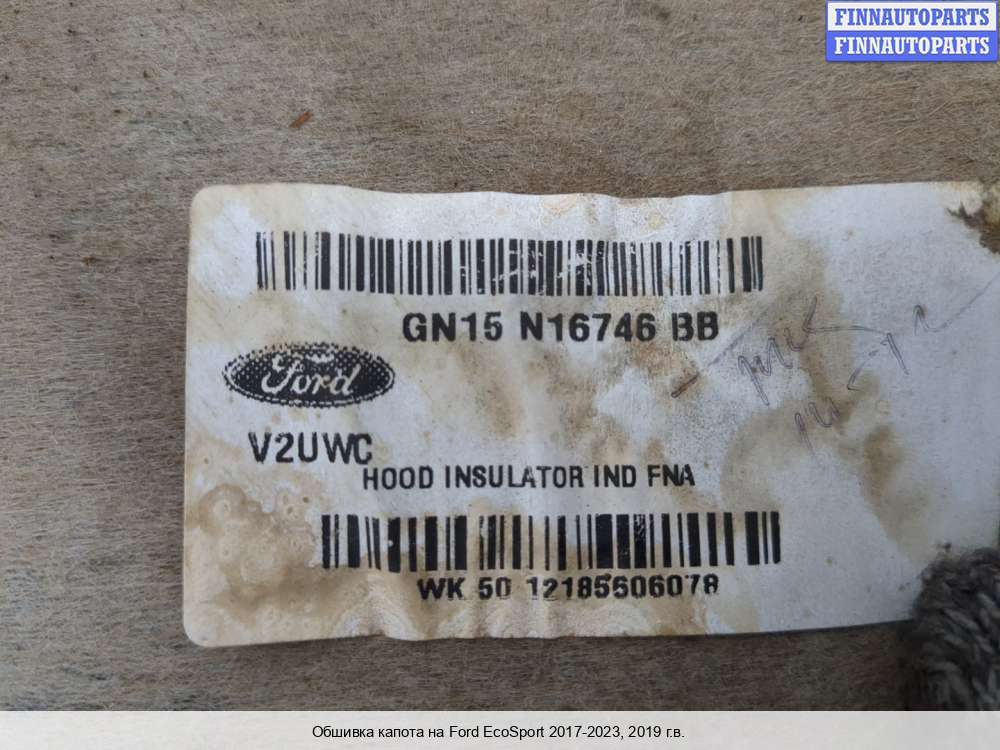 FINNAUTOPARTS
FINNAUTOPARTS
GN15 N16746 BB
Ford
V2UWC
HOOD INSULATOR IND FNA
WK 50 12185606078
Обшивка капота на Ford EcoSport 2017-2023, 2019 г.в.